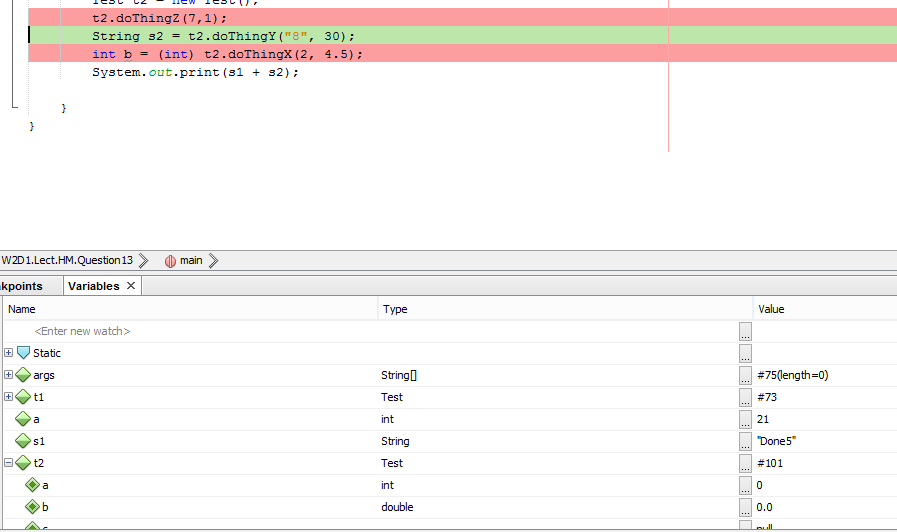 Test t2 = new Test();
t2.doThingZ(7,1);
String s2 = t2.doThingY("8", 30);
int b = (int) t2.doThingX(2, 4.5);
System.out.print(s1 + s2);
}
}
W2D1.Lect.HM.Question13 main
kpoints Variables
Name Type Value
<Enter new watch> ...
Static ...
args String[] ... #75(length=0)
t1 Test ... #73
a int ... 21
s1 String ... "Done5"
t2 Test ... #101
a int ... 0
b double ... 0.0